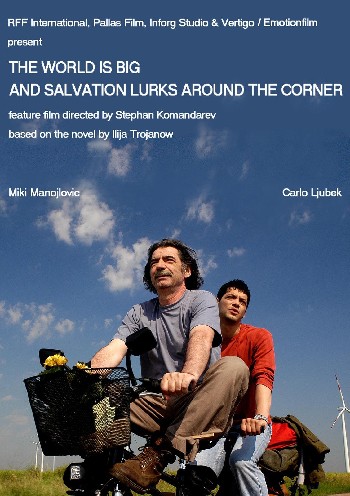 RFF International, Pallas Film, Inforg Studio & Vertigo / Emotionfilm
present
THE WORLD IS BIG
AND SALVATION LURKS AROUND THE CORNER
feature film directed by Stephan Komandarev
based on the novel by Ilija Trojanow
Miki Manojlovic
Carlo Ljubek